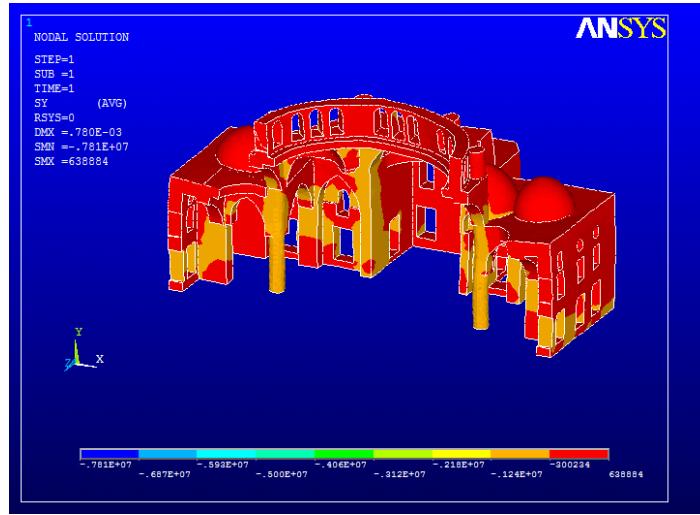 1
ANSYS
NODAL SOLUTION
STEP=1
SUB =1
TIME=1
SY (AVG)
RSYS=0
DMX =.780E-03
SMN =-.781E+07
SMX =638884
Y
Z X
-.781E+07 -.687E+07 -.593E+07 -.500E+07 -.406E+07 -.312E+07 -.218E+07 -.124E+07 -300234 638884